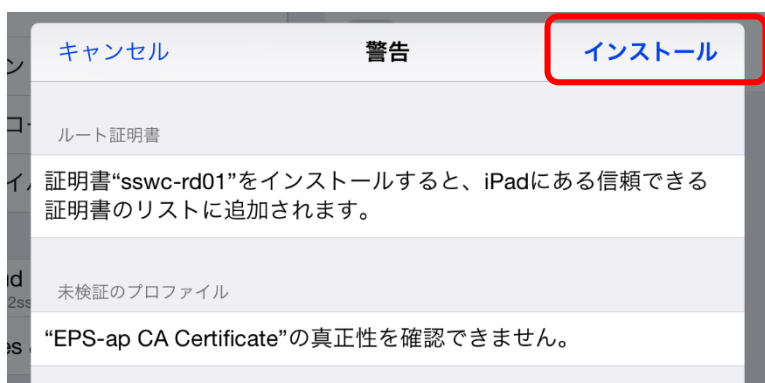 キャンセル 警告 インストール
ルート証明書
証明書“sswc-rd01”をインストールすると、iPadにある信頼できる
証明書のリストに追加されます。
未検証のプロファイル
“EPS-ap CA Certificate”の真正性を確認できません。